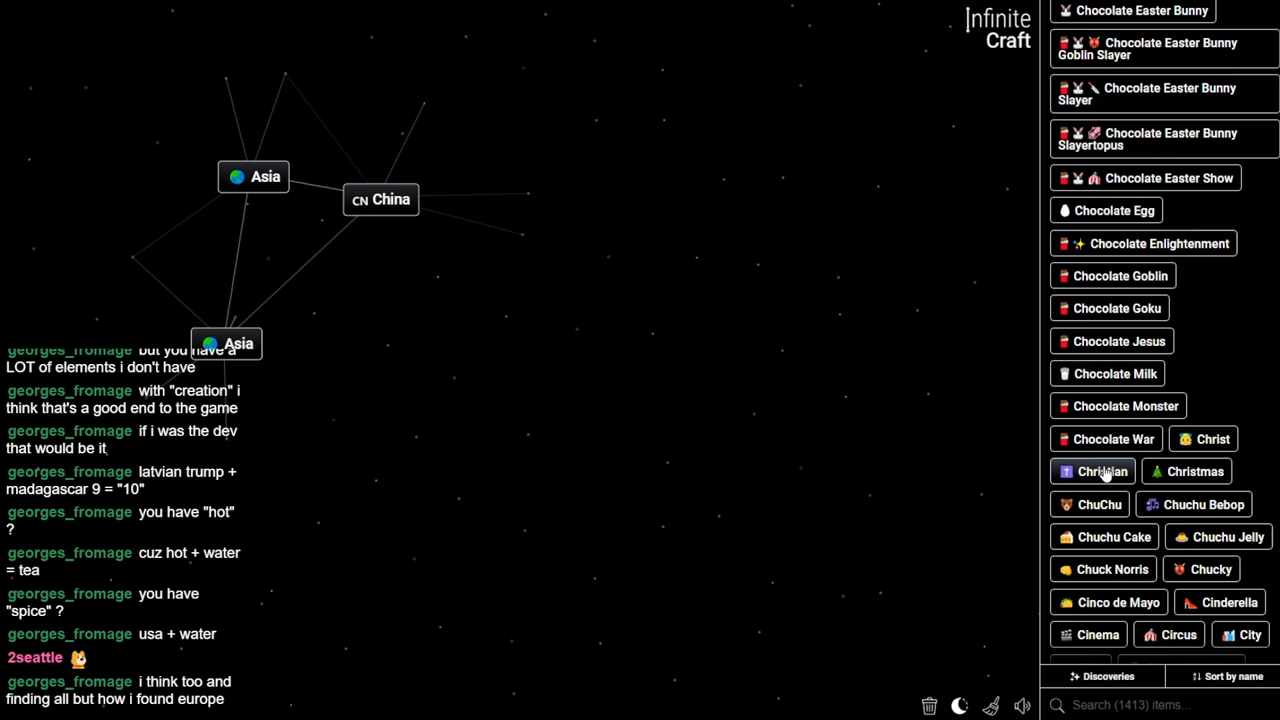 Infinite
Craft
Asia
CN China
Asia
georges_fromage but you have a
LOT of elements i don't have
georges_fromage with "creation" i
think that's a good end to the game
georges_fromage if i was the dev
that would be it
georges_fromage latvian trump +
madagascar 9 = "10"
georges_fromage you have "hot"
?
georges_fromage cuz hot + water
= tea
georges_fromage you have
"spice" ?
georges_fromage usa + water
2seattle
georges_fromage i think too and
finding all but how i found europe
Chocolate Easter Bunny
Chocolate Easter Bunny
Goblin Slayer
Chocolate Easter Bunny
Slayer
Chocolate Easter Bunny
Slayertopus
Chocolate Easter Show
Chocolate Egg
Chocolate Enlightenment
Chocolate Goblin
Chocolate Goku
Chocolate Jesus
Chocolate Milk
Chocolate Monster
Chocolate War Christ
Christian Christmas
ChuChu Chuchu Bebop
Chuchu Cake Chuchu Jelly
Chuck Norris Chucky
Cinco de Mayo Cinderella
Cinema Circus City
Discoveries Sort by name
Search (1413) items...